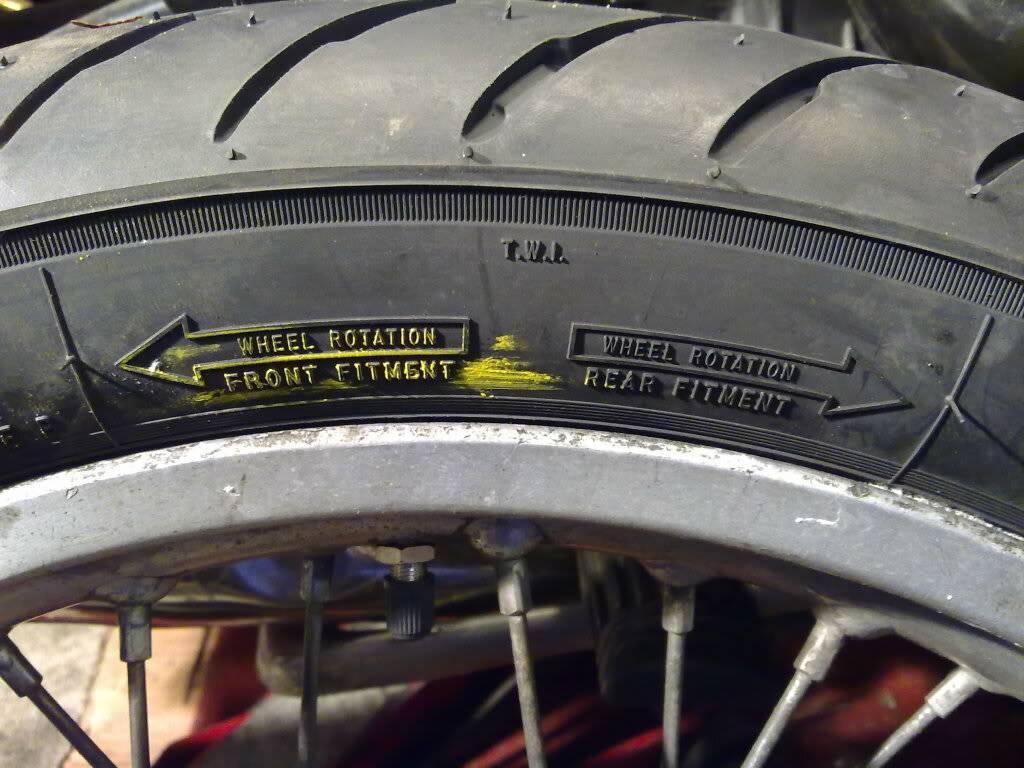 T.W.I.
WHEEL ROTATION
FRONT FITMENT
WHEEL ROTATION
REAR FITMENT